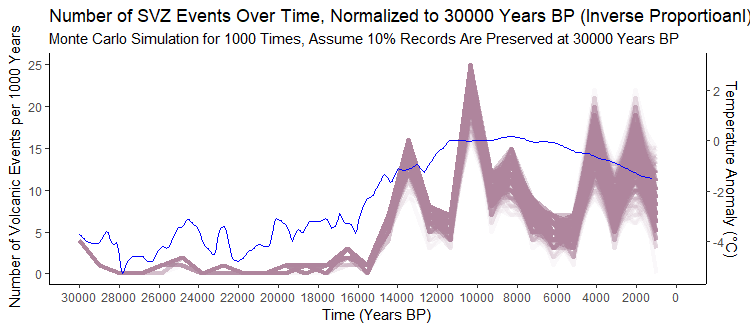 Number of SVZ Events Over Time, Normalized to 30000 Years BP (Inverse Proportioanl)
Monte Carlo Simulation for 1000 Times, Assume 10% Records Are Preserved at 30000 Years BP
Number of Volcanic Events per 1000 Years
25
20
15
10
5
0
2
0
-2
-4
Temperature Anomaly (°C)
30000 28000 26000 24000 22000 20000 18000 16000 14000 12000 10000 8000 6000 4000 2000 0
Time (Years BP)